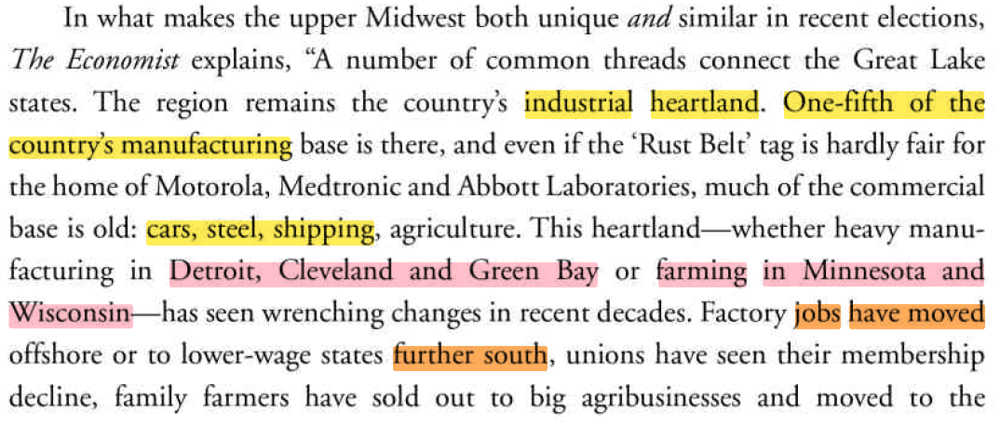 In what makes the upper Midwest both unique and similar in recent elections,
The Economist explains, “A number of common threads connect the Great Lake
states. The region remains the country’s industrial heartland. One-fifth of the
country’s manufacturing base is there, and even if the ‘Rust Belt’ tag is hardly fair for
the home of Motorola, Medtronic and Abbott Laboratories, much of the commercial
base is old: cars, steel, shipping, agriculture. This heartland—whether heavy manu-
facturing in Detroit, Cleveland and Green Bay or farming in Minnesota and
Wisconsin—has seen wrenching changes in recent decades. Factory jobs have moved
offshore or to lower-wage states further south, unions have seen their membership
decline, family farmers have sold out to big agribusinesses and moved to the